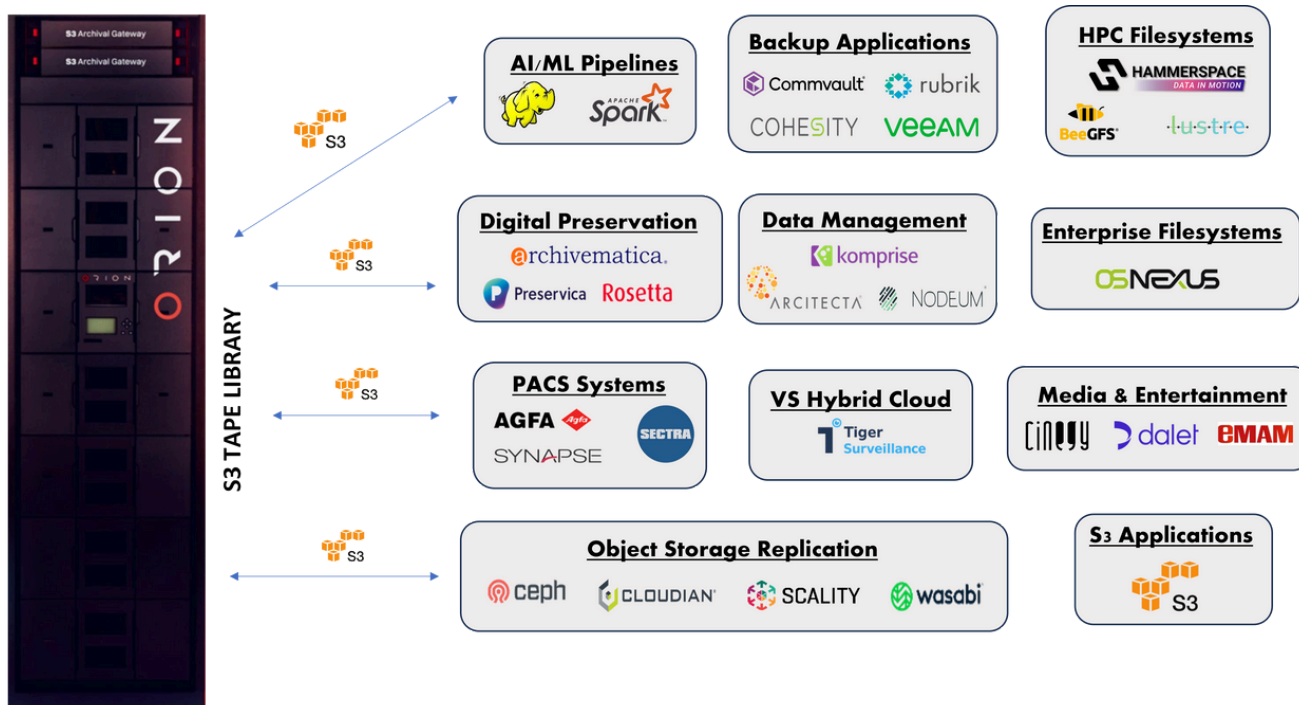 S3 Archival Gateway
S3 Archival Gateway
ORION
ORION
S3 TAPE LIBRARY
S3
AI/ML Pipelines
APACHE
Spark
Backup Applications
Commvault®
rubrik
COHESITY
veeAM
HPC Filesystems
HAMMERSPACE
DATA IN MOTION
BeeGFS®
lustre
S3
Digital Preservation
archivematica®
Preservica
Rosetta
Data Management
komprise
ARCITECTA®
NODEUM®
Enterprise Filesystems
OSNEXUS
S3
PACS Systems
AGFA
Agfa
SECTRA
SYNAPSE
VS Hybrid Cloud
Tiger
Surveillance
Media & Entertainment
CINEGY
dalet
eMAM
S3
Object Storage Replication
ceph
CLOUDIAN®
SCALITY
wasabi
S3 Applications
S3